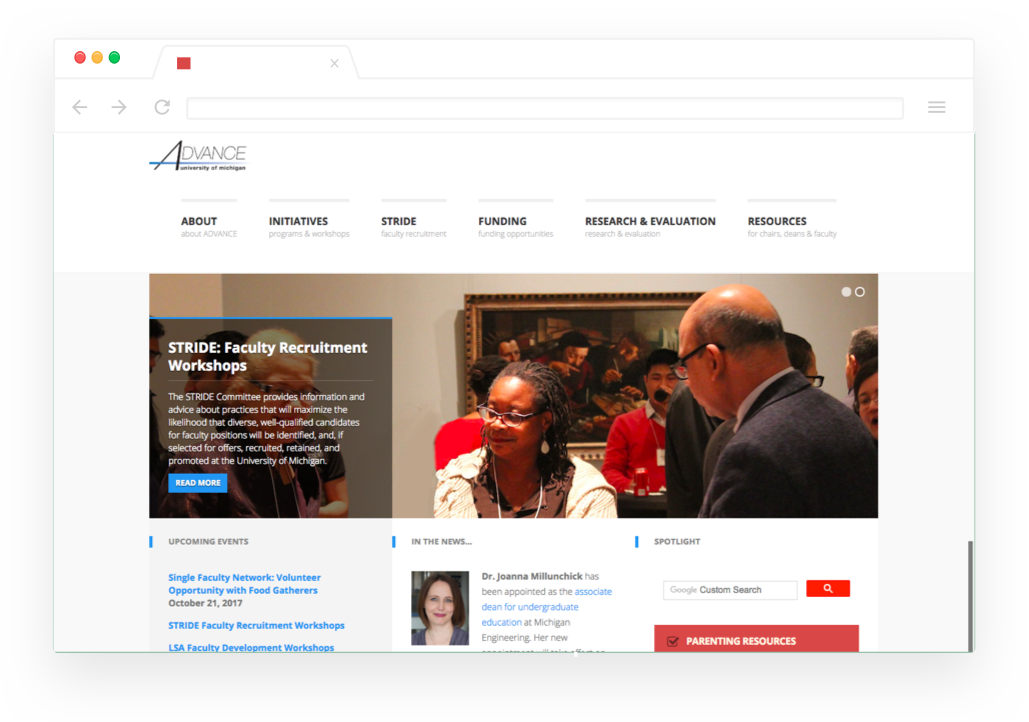 ADVANCE
university of michigan
ABOUT
about ADVANCE
INITIATIVES
programs & workshops
STRIDE
faculty recruitment
FUNDING
funding opportunities
RESEARCH & EVALUATION
research & evaluation
RESOURCES
for chairs, deans & faculty
STRIDE: Faculty Recruitment
Workshops
The STRIDE Committee provides information and
advice about practices that will maximize the
likelihood that diverse, well-qualified candidates
for faculty positions will be identified, and, if
selected for offers, recruited, retained, and
promoted at the University of Michigan.
READ MORE
UPCOMING EVENTS
Single Faculty Network: Volunteer
Opportunity with Food Gatherers
October 21, 2017
STRIDE Faculty Recruitment Workshops
LSA Faculty Development Workshops
IN THE NEWS...
Dr. Joanna Millunchick has
been appointed as the associate
dean for undergraduate
education at Michigan
Engineering. Her new
appointment will take effect on
SPOTLIGHT
Google Custom Search
PARENTING RESOURCES